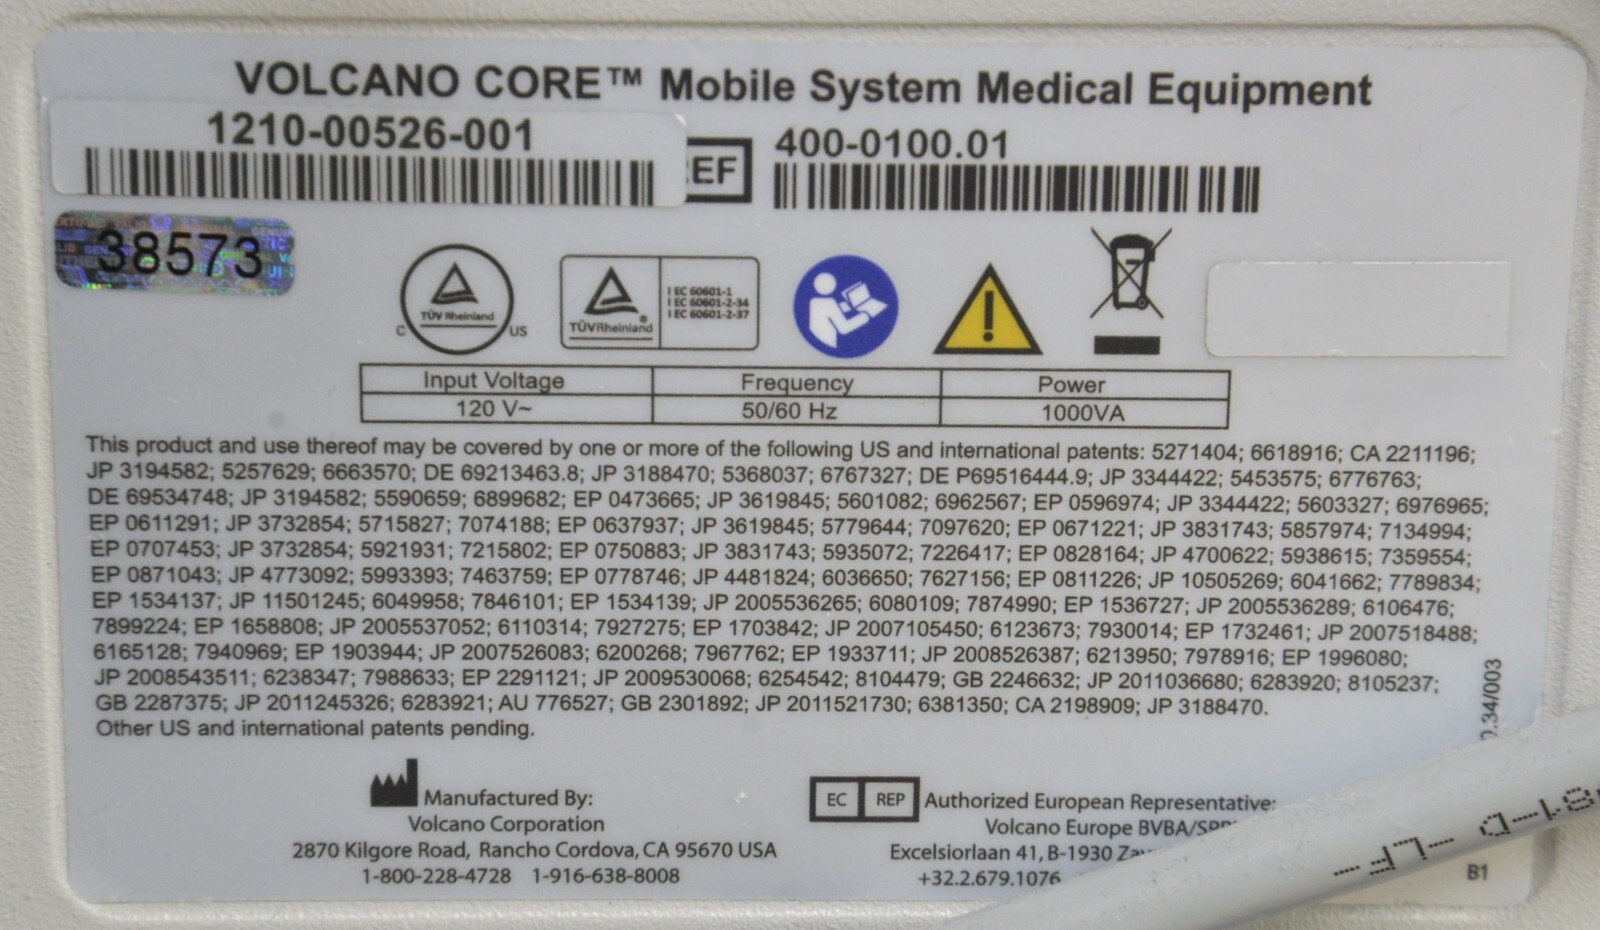 VOLCANO CORE™ Mobile System Medical Equipment
1210-00526-001
EF 400-0100.01
38573
TÜV Rheinland
C US
TÜVRheinland®
IEC 60601-1
IEC 60601-2-34
IEC 60601-2-37
Input Voltage Frequency Power
120 V~ 50/60 Hz 1000VA
This product and use thereof may be covered by one or more of the following US and international patents: 5271404; 6618916; CA 2211196;
JP 3194582; 5257629; 6663570; DE 69213463.8; JP 3188470; 5368037; 6767327; DE P69516444.9; JP 3344422; 5453575; 6776763;
DE 69534748; JP 3194582; 5590659; 6899682; EP 0473665; JP 3619845; 5601082; 6962567; EP 0596974; JP 3344422; 5603327; 6976965;
EP 0611291; JP 3732854; 5715827; 7074188; EP 0637937; JP 3619845; 5779644; 7097620; EP 0671221; JP 3831743; 5857974; 7134994;
EP 0707453; JP 3732854; 5921931; 7215802; EP 0750883; JP 3831743; 5935072; 7226417; EP 0828164; JP 4700622; 5938615; 7359554;
EP 0871043; JP 4773092; 5993393; 7463759; EP 0778746; JP 4481824; 6036650; 7627156; EP 0811226; JP 10505269; 6041662; 7789834;
EP 1534137; JP 11501245; 6049958; 7846101; EP 1534139; JP 2005536265; 6080109; 7874990; EP 1536727; JP 2005536289; 6106476;
7899224; EP 1658808; JP 2005537052; 6110314; 7927275; EP 1703842; JP 2007105450; 6123673; 7930014; EP 1732461; JP 2007518488;
6165128; 7940969; EP 1903944; JP 2007526083; 6200268; 7967762; EP 1933711; JP 2008526387; 6213950; 7978916; EP 1996080;
JP 2008543511; 6238347; 7988633; EP 2291121; JP 2009530068; 6254542; 8104479; GB 2246632; JP 2011036680; 6283920; 8105237;
GB 2287375; JP 2011245326; 6283921; AU 776527; GB 2301892; JP 2011521730; 6381350; CA 2198909; JP 3188470.
Other US and international patents pending.
.34/003
Manufactured By:
Volcano Corporation
2870 Kilgore Road, Rancho Cordova, CA 95670 USA
1-800-228-4728 1-916-638-8008
EC REP Authorized European Representative:
Volcano Europe BVBA/
Excelsiorlaan 41, B-1930
+32.2.679.1076
B1